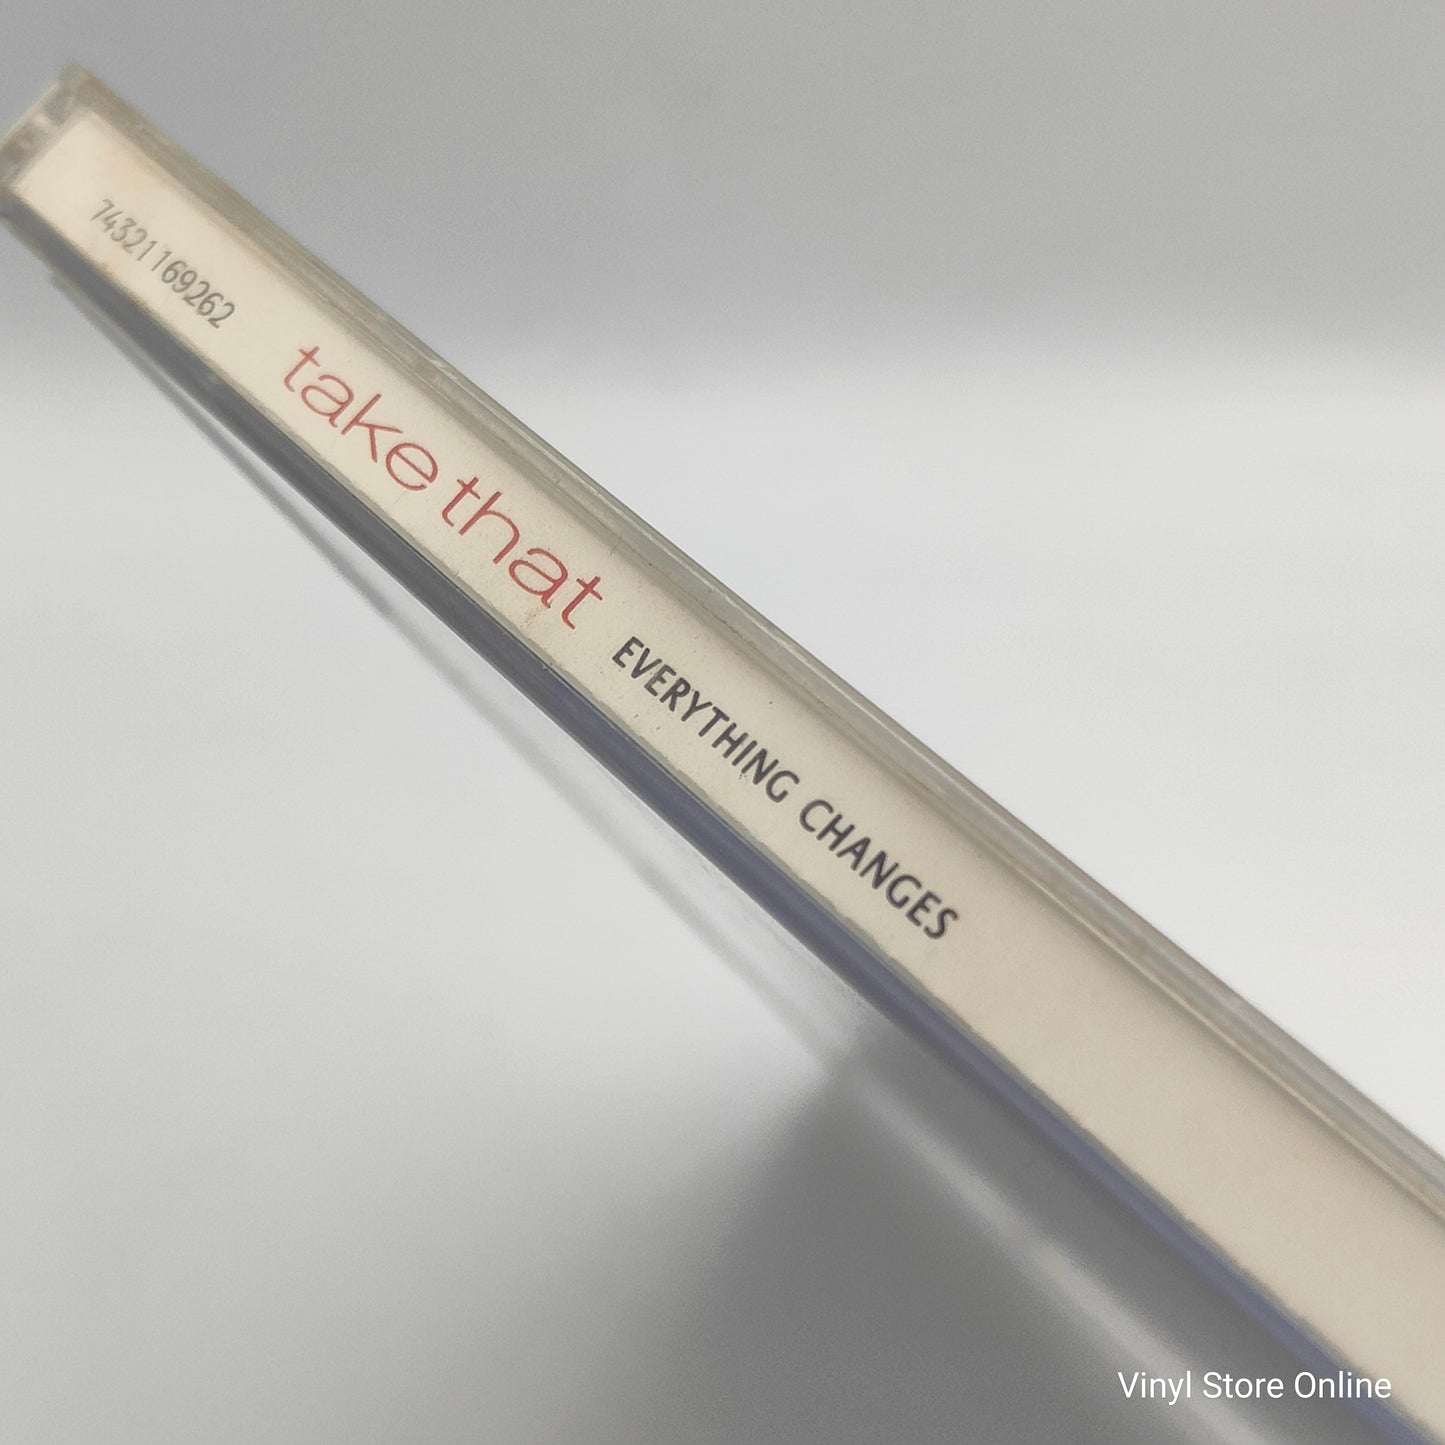 74321169262 take that EVERYTHING CHANGES
Vinyl Store Online